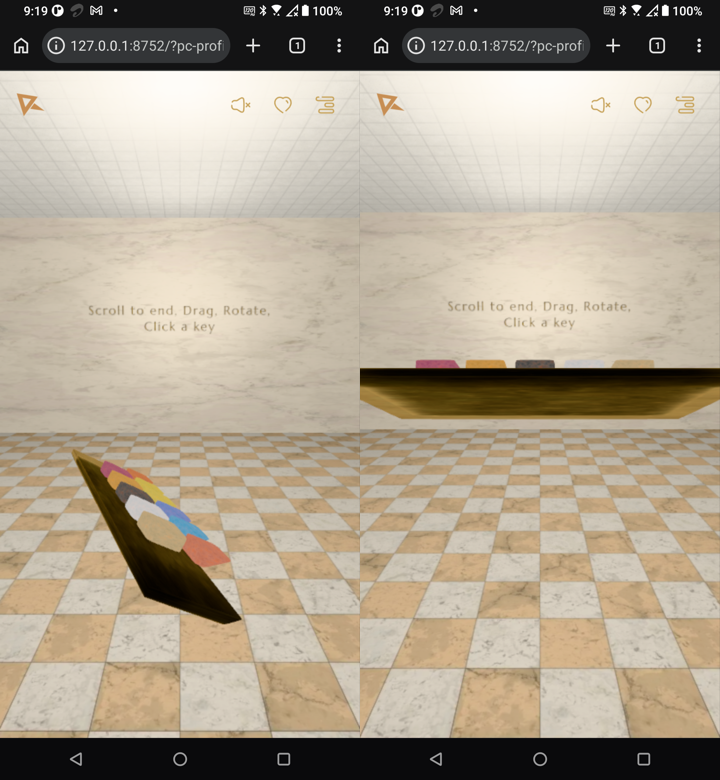 9:19
100%
127.0.0.1:8752/?pc-profi
1
Scroll to end, Drag, Rotate,
Click a key
9:19
100%
127.0.0.1:8752/?pc-profi
1
Scroll to end, Drag, Rotate,
Click a key